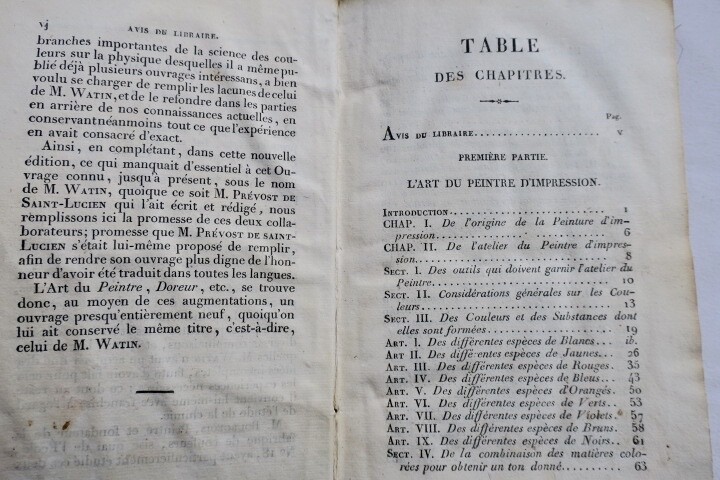 vj
AVIS DU LIBRAIRE.
branches importantes de la science des cou-
leurs sur la physique desquelles il a même pu-
blié déjà plusieurs ouvrages intéressans, a bien
voulu se charger de remplir les lacunes de celui
de M. WATIN, et de le refondre dans les parties
en arrière de nos connaissances actuelles, en
conservant néanmoins tout ce que l'expérience
en avait consacré d'exact.
Ainsi, en complétant, dans cette nouvelle
édition, ce qui manquait d'essentiel à cet Ou-
vrage connu, jusqu'à présent, sous le nom
de M. WATIN, quoique ce soit M. PRÉVOST DE
SAINT-LUCIEN qui l'ait écrit et rédigé, nous
remplissons ici la promesse de ces deux colla-
borateurs; promesse que M. PRÉVOST DE SAINT-
LUCIEN s'était lui-même proposé de remplir,
afin de rendre son ouvrage plus digne de l'hon-
neur d'avoir été traduit dans toutes les langues.
L'Art du Peintre, Doreur, etc., se trouve
donc, au moyen de ces augmentations, un
ouvrage presqu'entièrement neuf, quoiqu'on
lui ait conservé le même titre, c'est-à-dire,
celui de M. WATIN.
TABLE
DES CHAPITRES.
Pag.
AVIS DU LIBRAIRE..................... v
PREMIÈRE PARTIE.
L'ART DU PEINTRE D'IMPRESSION.
INTRODUCTION......................... 1
CHAP. I. De l'origine de la Peinture d'im-
pression............................. 6
CHAP. II. De l'atelier du Peintre d'impres-
sion................................. 8
SECT. I. Des outils qui doivent garnir l'atelier du
Peintre.............................. 10
SECT. II. Considérations générales sur les Cou-
leurs................................ 13
SECT. III. Des Couleurs et des Substances dont
elles sont formées................... 19
ART. I. Des différentes espèces de Blancs... ib.
ART II. Des différentes espèces de Jaunes... 26
ART. III. Des différentes espèces de Rouges. 35
ART. IV. Des différentes espèces de Bleus... 43
ART. V. Des différentes espèces d'Orangés. 50
ART. VI. Des différentes espèces de Verts... 53
ART. VII. Des différentes espèces de Violets. 57
ART. VIII. Des différentes espèces de Bruns. 58
ART. IX. Des différentes espèces de Noirs.. 61
SECT. IV. De la combinaison des matières colo-
rées pour obtenir un ton donné....... 63